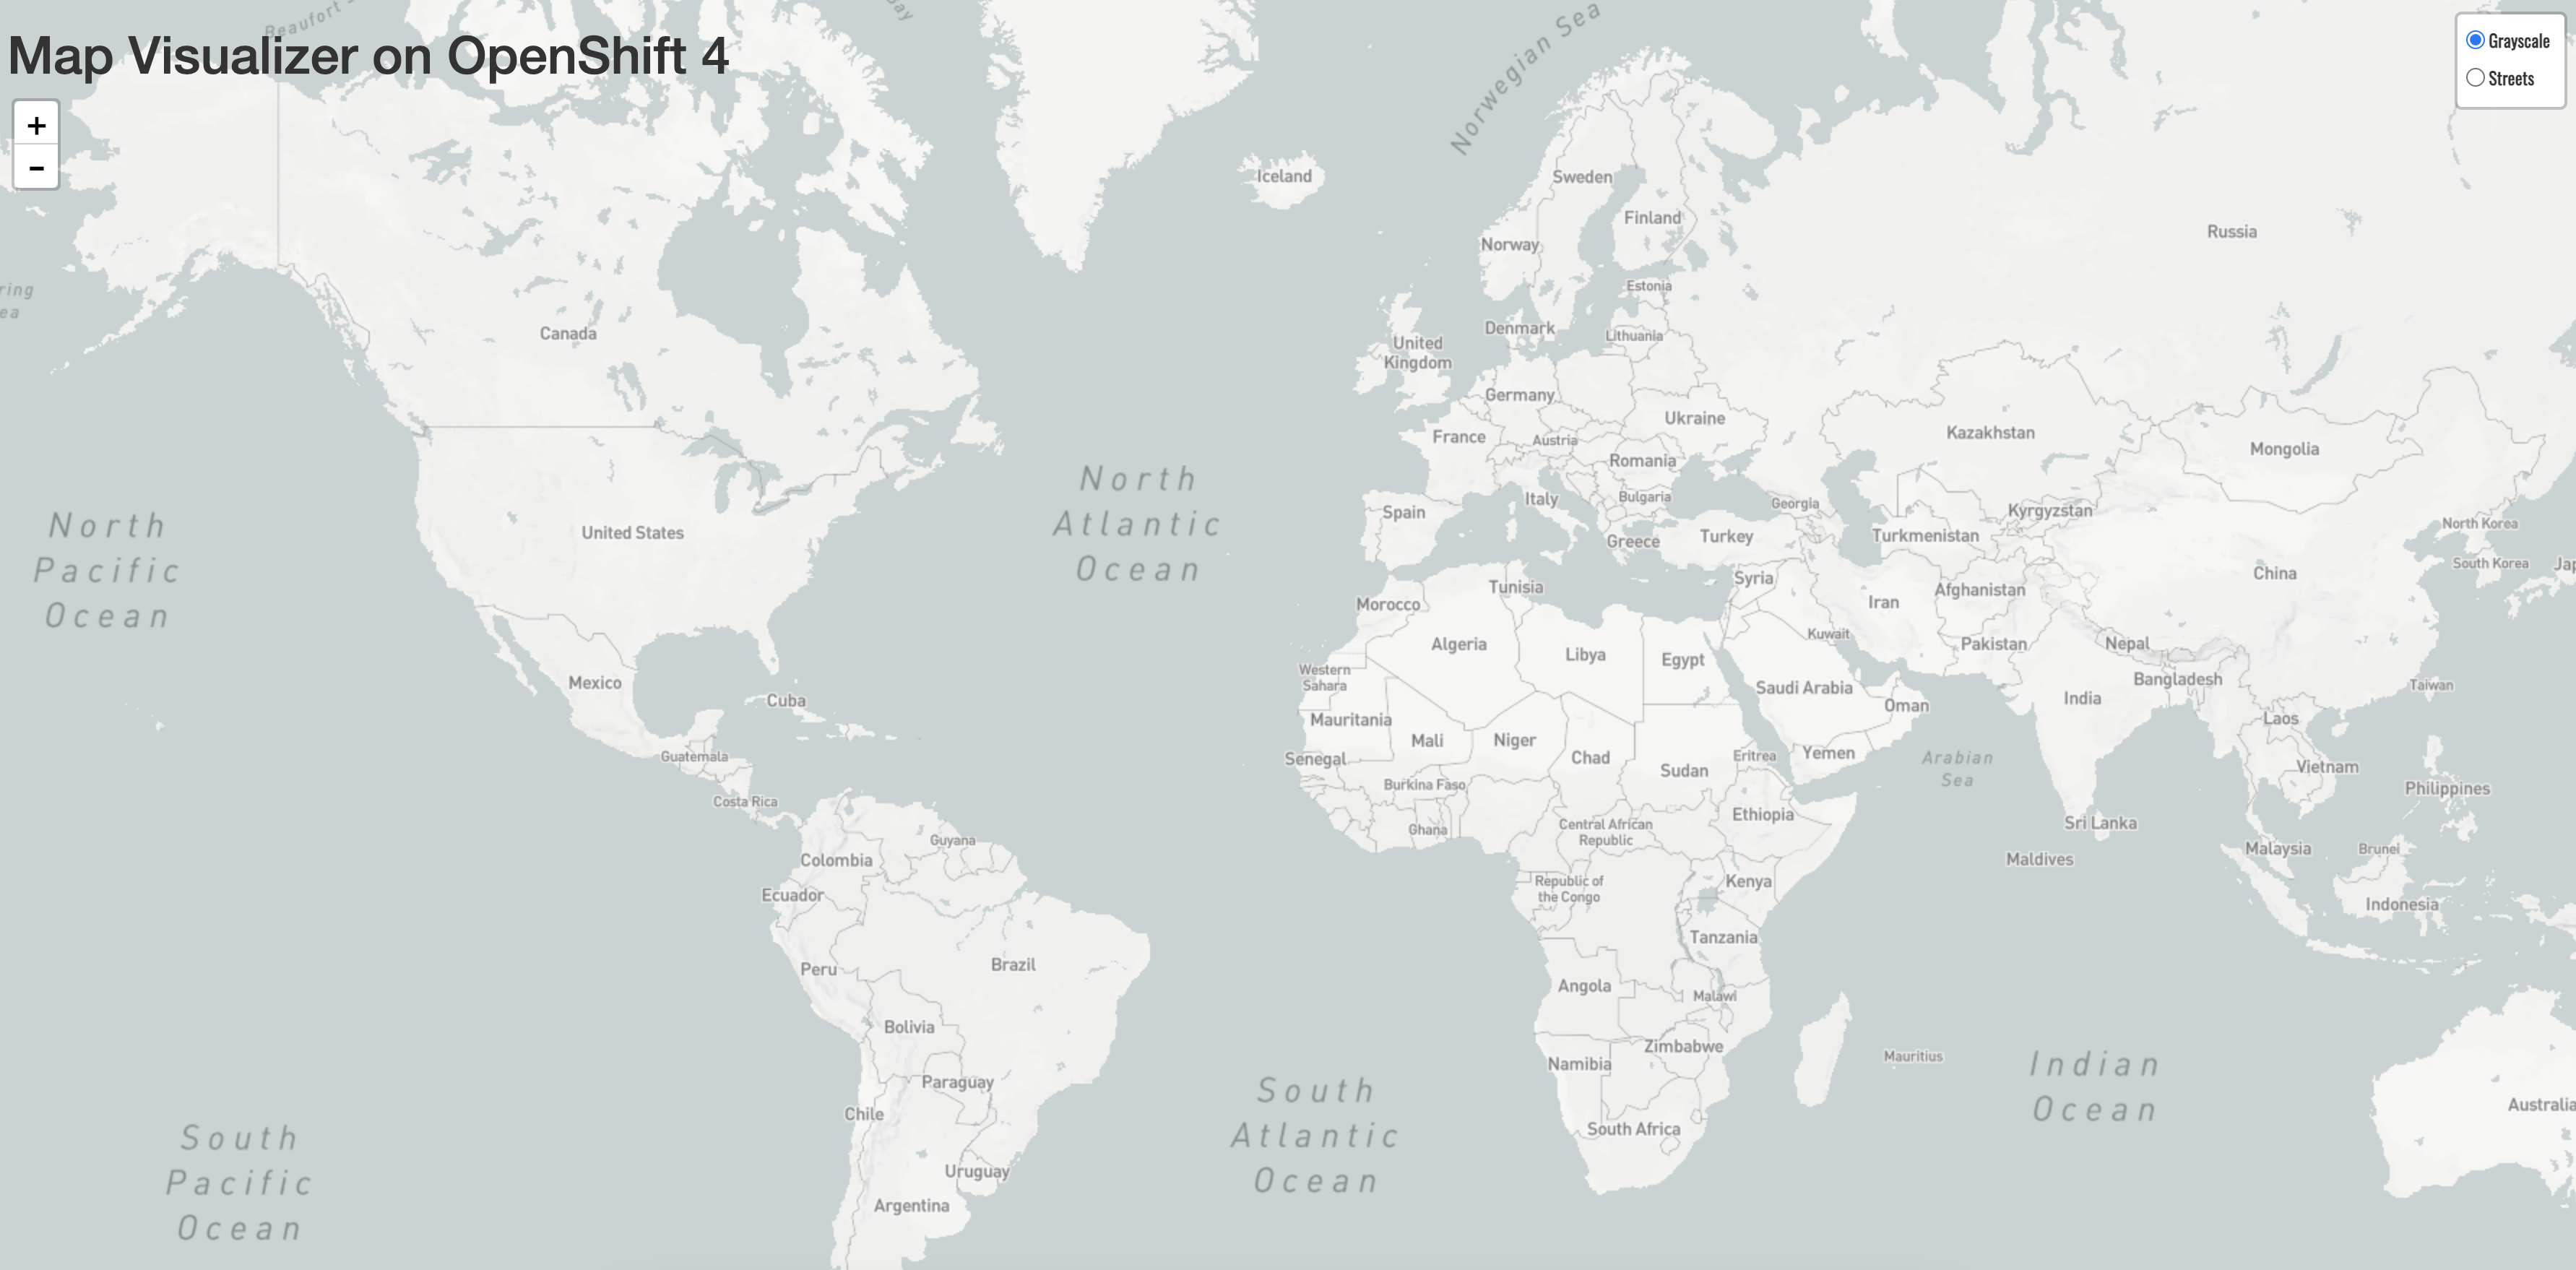 Beaufort S
Map Visualizer on OpenShift 4
+
-
Grayscale
Streets
Norwegian Sea
Iceland
Sweden
Finland
Norway
Russia
Estonia
Denmark
Lithuania
United
Kingdom
Canada
Germany
Ukraine
Kazakhstan
Mongolia
France
Austria
Romania
North
Atlantic
Ocean
Italy
Bulgaria
Georgia
Kyrgyzstan
Spain
Greece
Turkey
Turkmenistan
North Korea
South Korea
United States
North
Pacific
Ocean
Syria
Afghanistan
China
Tunisia
Morocco
Iran
Algeria
Libya
Egypt
Kuwait
Pakistan
Nepal
Western
Sahara
Saudi Arabia
Bangladesh
Taiwan
Mexico
Cuba
India
Oman
Mauritania
Mali
Niger
Chad
Laos
Guatemala
Senegal
Sudan
Eritrea
Yemen
Arabian
Sea
Vietnam
Burkina Faso
Philippines
Costa Rica
Ghana
Central African
Republic
Ethiopia
Sri Lanka
Guyana
Colombia
Maldives
Malaysia
Brunei
Ecuador
Republic of
the Congo
Kenya
Indonesia
Tanzania
Peru
Brazil
Angola
Malawi
Bolivia
Zimbabwe
Namibia
Mauritius
Indian
Ocean
Paraguay
Chile
South
Atlantic
Ocean
South Africa
Australia
South
Pacific
Ocean
Uruguay
Argentina